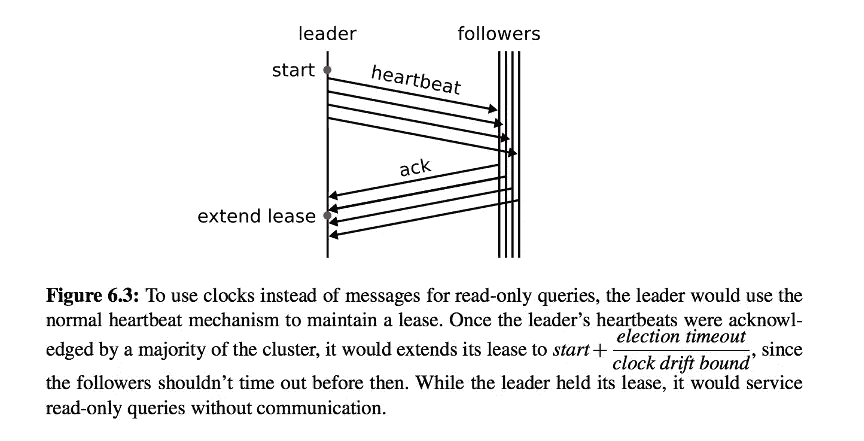 leader
followers
start
heartbeat
ack
extend lease
Figure 6.3: To use clocks instead of messages for read-only queries, the leader would use the
normal heartbeat mechanism to maintain a lease. Once the leader’s heartbeats were acknowl-
edged by a majority of the cluster, it would extends its lease to start + election timeout / clock drift bound, since
the followers shouldn’t time out before then. While the leader held its lease, it would service
read-only queries without communication.